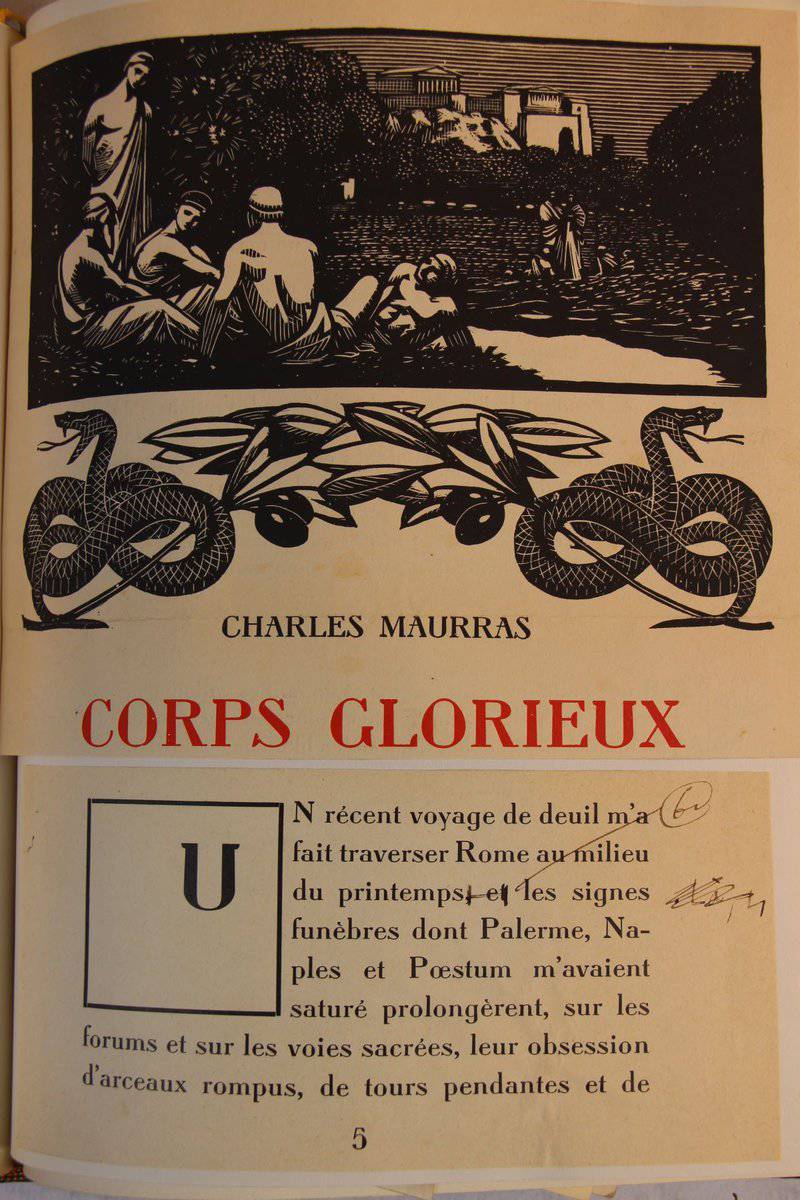 CHARLES MAURRAS
CORPS GLORIEUX
UN récent voyage de deuil m'a
fait traverser Rome au milieu
du printemps et les signes
funèbres dont Palerme, Na-
ples et Pœstum m'avaient
saturé prolongèrent, sur les
forums et sur les voies sacrées, leur obsession
d'arceaux rompus, de tours pendantes et de
5